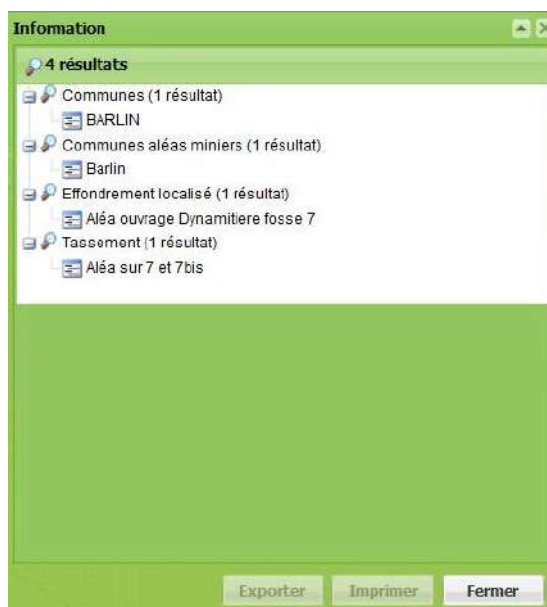 Information
4 résultats
Communes (1 résultat)
BARLIN
Communes aléas miniers (1 résultat)
Barlin
Effondrement localisé (1 résultat)
Aléa ouvrage Dynamitiere fosse 7
Tassement (1 résultat)
Aléa sur 7 et 7bis
Exporter Imprimer Fermer